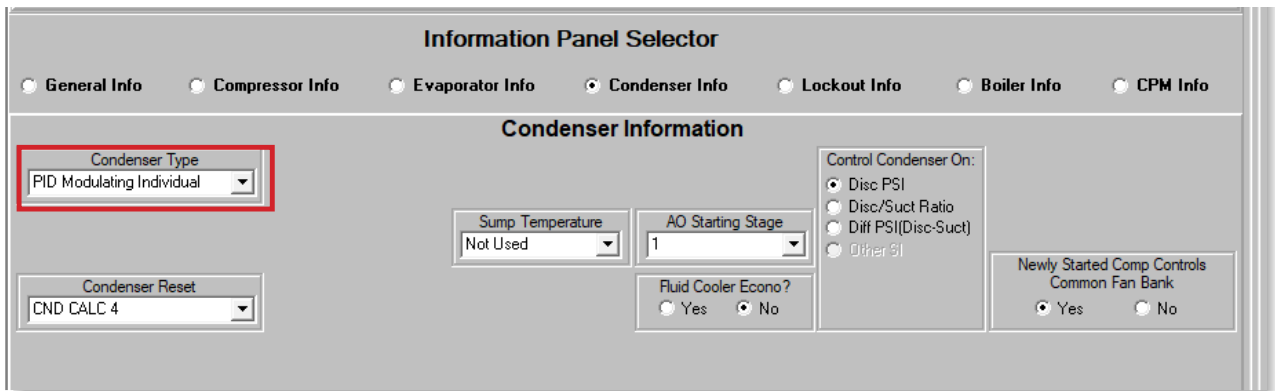 Information Panel Selector
General Info Compressor Info Evaporator Info Condenser Info Lockout Info Boiler Info CPM Info
Condenser Information
Condenser Type
PID Modulating Individual
Sump Temperature
Not Used
AO Starting Stage
1
Control Condenser On:
Disc PSI
Disc/Suct Ratio
Diff PSI(Disc-Suct)
Other SI
Condenser Reset
CND CALC 4
Fluid Cooler Econo?
Yes No
Newly Started Comp Controls
Common Fan Bank
Yes No